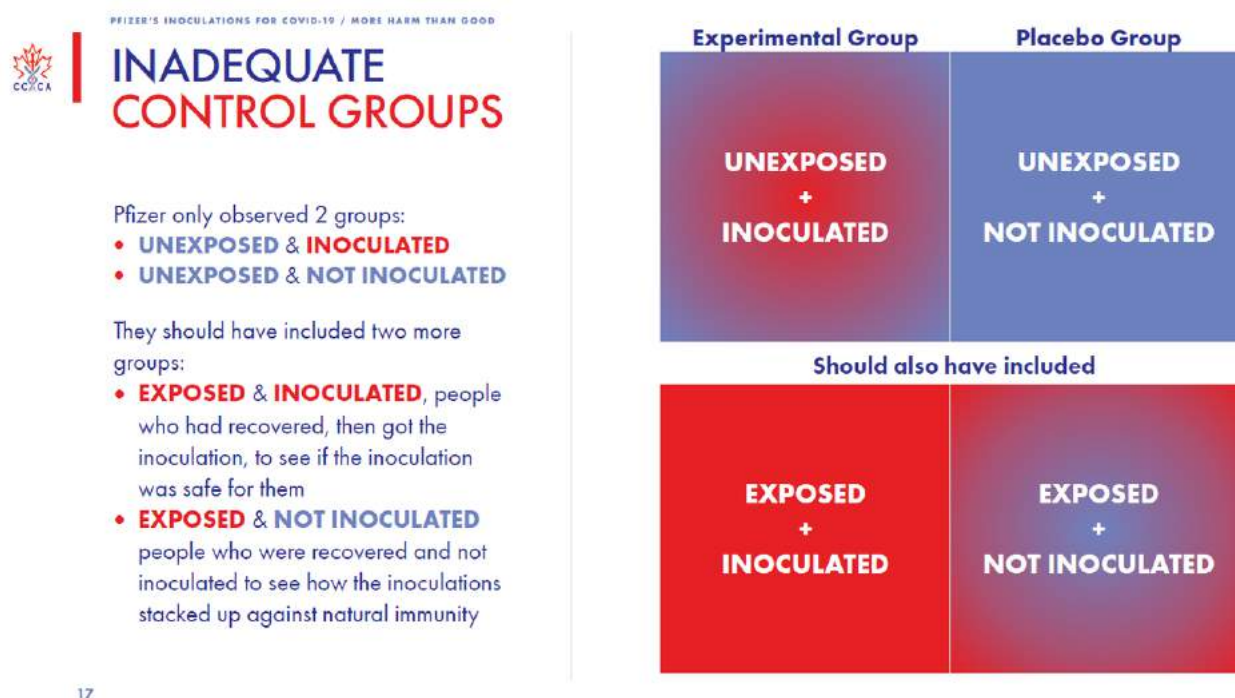 PFIZER'S INOCULATIONS FOR COVID-19 / MORE HARM THAN GOOD
CCCCA
INADEQUATE
CONTROL GROUPS
Pfizer only observed 2 groups:
• UNEXPOSED & INOCULATED
• UNEXPOSED & NOT INOCULATED
They should have included two more
groups:
• EXPOSED & INOCULATED, people
who had recovered, then got the
inoculation, to see if the inoculation
was safe for them
• EXPOSED & NOT INOCULATED
people who were recovered and not
inoculated to see how the inoculations
stacked up against natural immunity
17
Experimental Group
Placebo Group
UNEXPOSED
+
INOCULATED
UNEXPOSED
+
NOT INOCULATED
Should also have included
EXPOSED
+
INOCULATED
EXPOSED
+
NOT INOCULATED